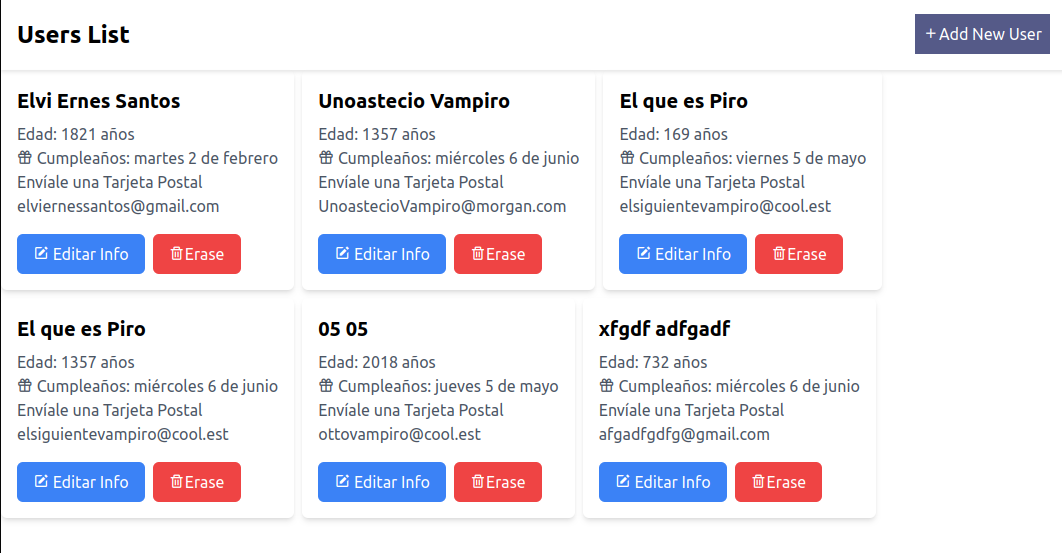 Users List
+ Add New User
Elvi Ernes Santos
Edad: 1821 años
Cumpleaños: martes 2 de febrero
Envíale una Tarjeta Postal
elviernessantos@gmail.com
Editar Info
Erase
Unoastecio Vampiro
Edad: 1357 años
Cumpleaños: miércoles 6 de junio
Envíale una Tarjeta Postal
UnoastecioVampiro@morgan.com
Editar Info
Erase
El que es Piro
Edad: 169 años
Cumpleaños: viernes 5 de mayo
Envíale una Tarjeta Postal
elsiguientevampiro@cool.est
Editar Info
Erase
El que es Piro
Edad: 1357 años
Cumpleaños: miércoles 6 de junio
Envíale una Tarjeta Postal
elsiguientevampiro@cool.est
Editar Info
Erase
05 05
Edad: 2018 años
Cumpleaños: jueves 5 de mayo
Envíale una Tarjeta Postal
ottovampiro@cool.est
Editar Info
Erase
xfgdf adfgadf
Edad: 732 años
Cumpleaños: miércoles 6 de junio
Envíale una Tarjeta Postal
afgadfgdfg@gmail.com
Editar Info
Erase